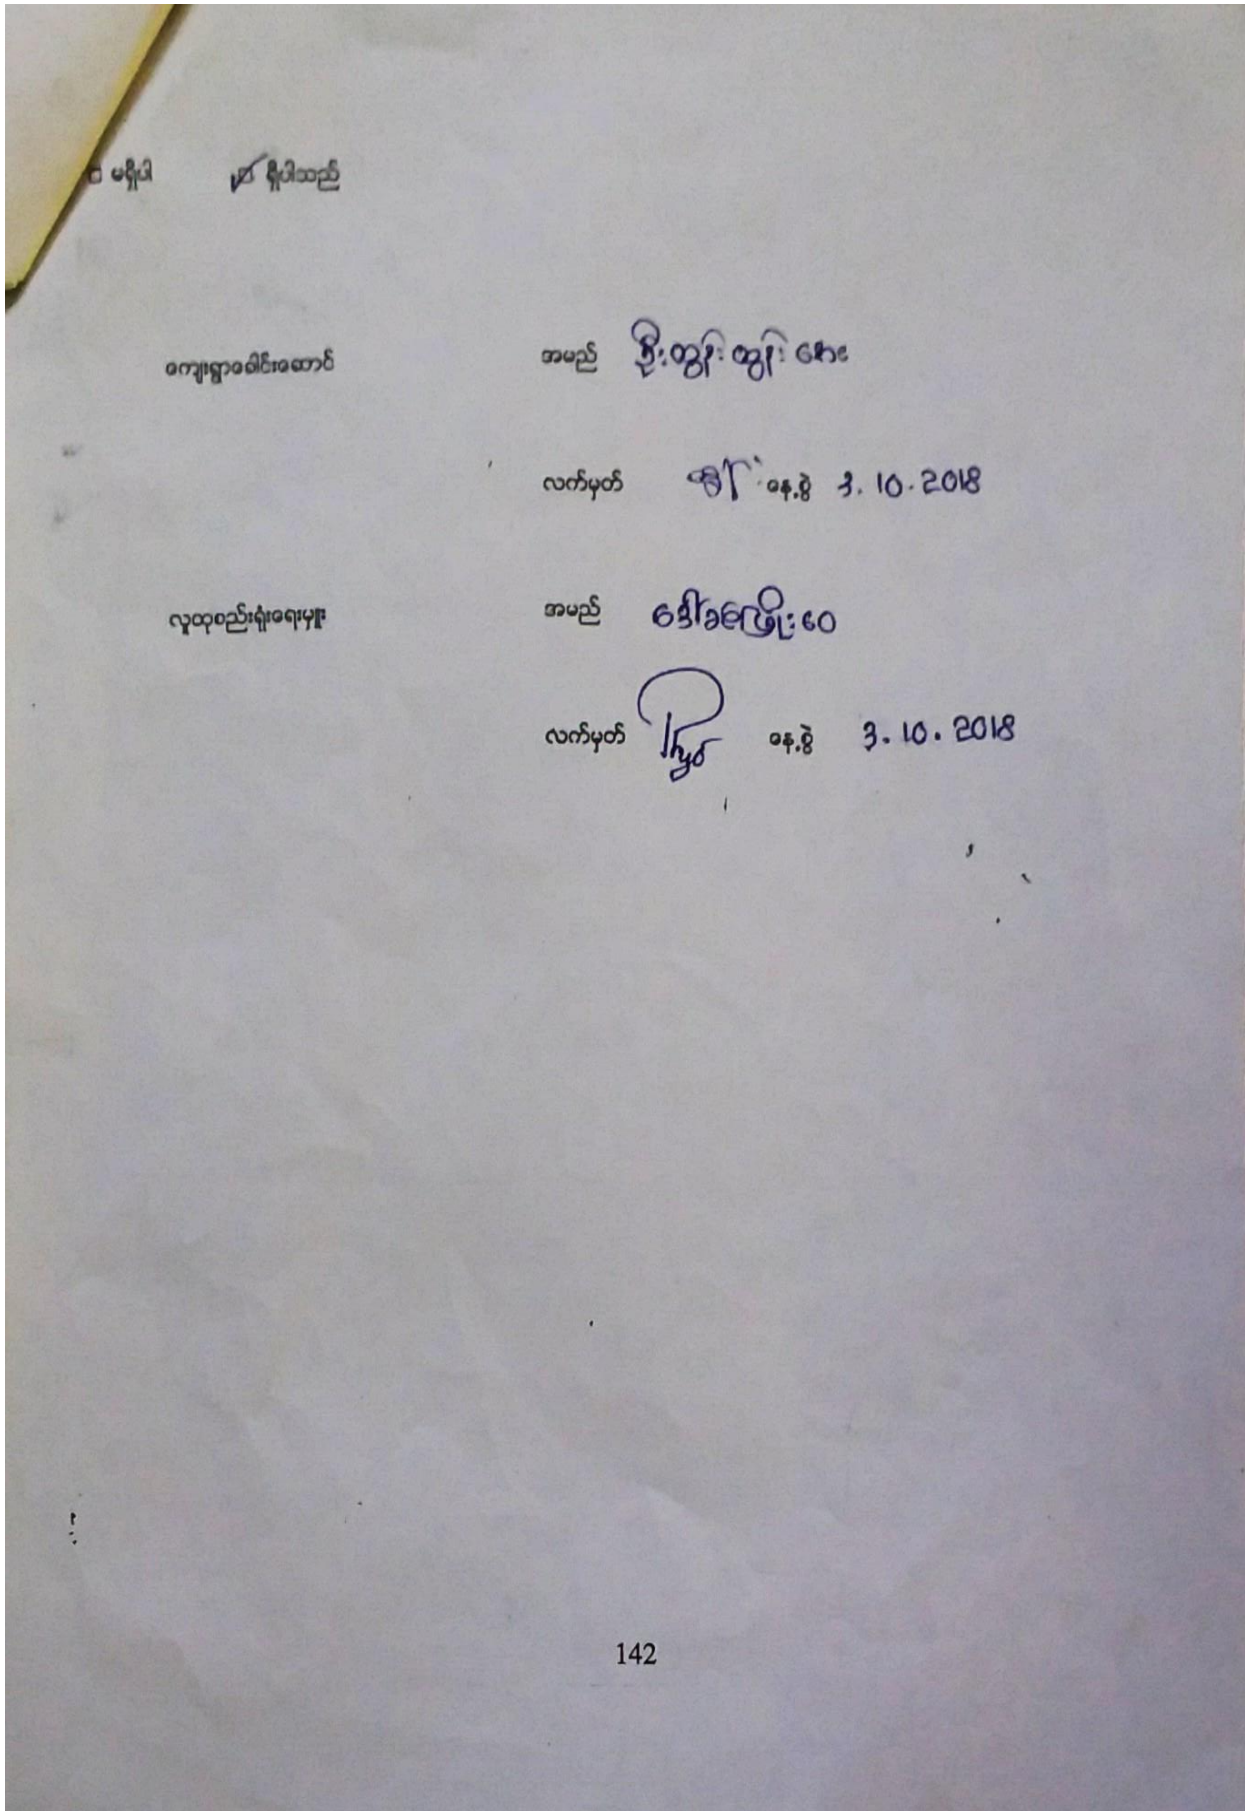 □ မရှိပါ ☑ ရှိပါသည်
ကျေးရွာခေါင်းဆောင် အမည် ဦးထွန်းထွန်းဝေး
လက်မှတ် ထွန်း နေ့စွဲ 3.10.2018
လူထုစည်းရုံးရေးမှူး အမည် ဒေါ်ခင်ဖြိုးဝေ
လက်မှတ် နေ့စွဲ 3.10.2018
142